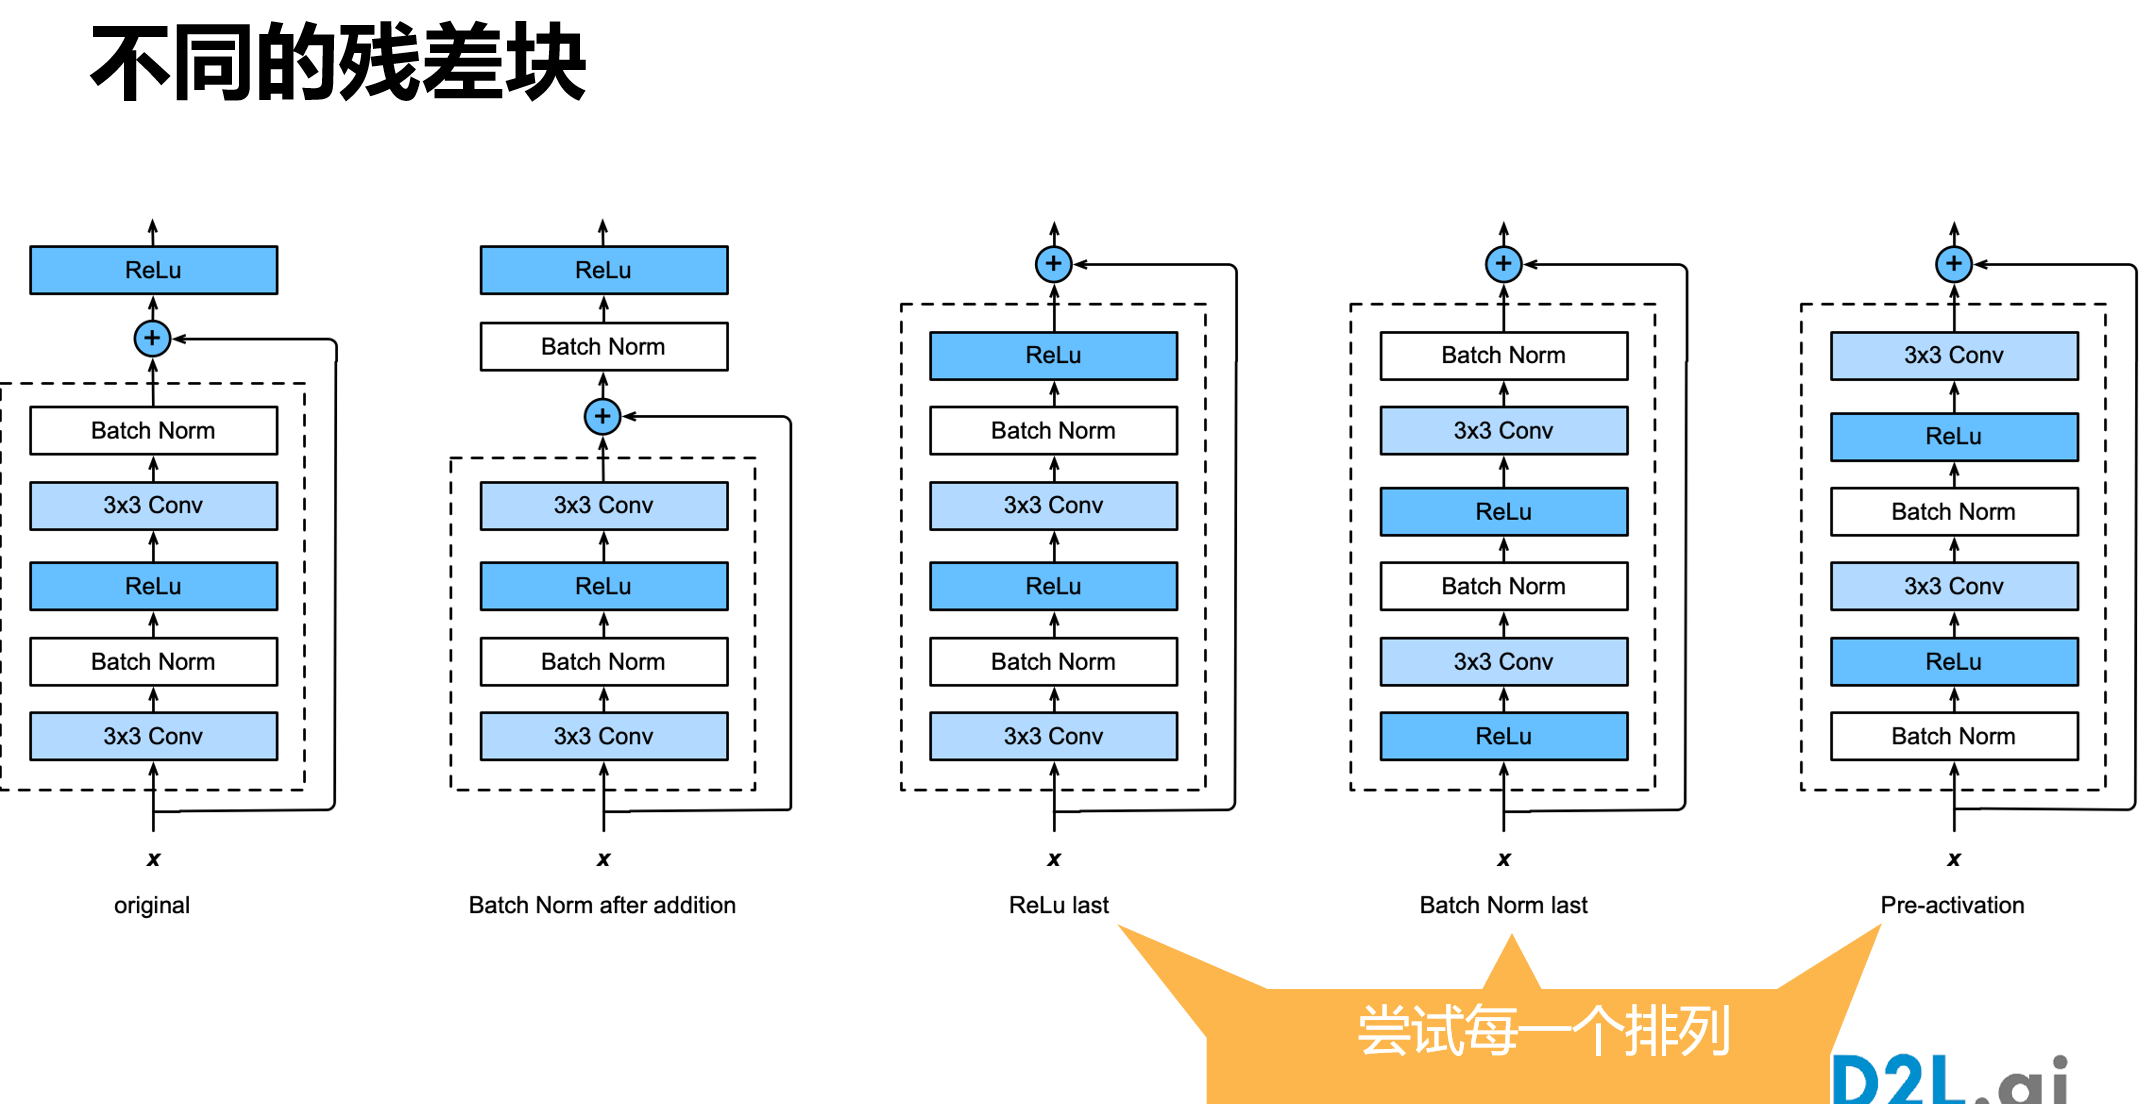 不同的残差块
ReLu
Batch Norm
3x3 Conv
ReLu
Batch Norm
3x3 Conv
x
original
ReLu
Batch Norm
3x3 Conv
ReLu
Batch Norm
3x3 Conv
x
Batch Norm after addition
ReLu
Batch Norm
3x3 Conv
ReLu
Batch Norm
3x3 Conv
x
ReLu last
Batch Norm
3x3 Conv
ReLu
Batch Norm
3x3 Conv
ReLu
x
Batch Norm last
3x3 Conv
ReLu
Batch Norm
3x3 Conv
ReLu
Batch Norm
x
Pre-activation
尝试每一个排列
D2L.ai